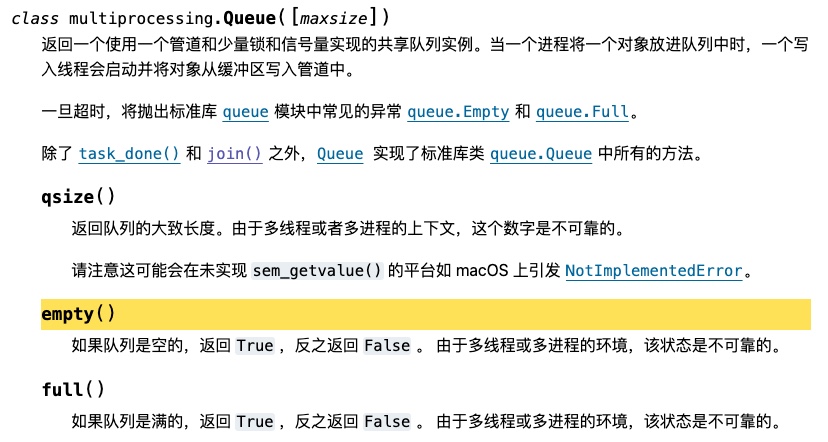 class multiprocessing.Queue([maxsize])
返回一个使用一个管道和少量锁和信号量实现的共享队列实例。当一个进程将一个对象放进队列中时，一个写
入线程会启动并将对象从缓冲区写入管道中。
一旦超时，将抛出标准库 queue 模块中常见的异常 queue.Empty 和 queue.Full。
除了 task_done() 和 join() 之外，Queue 实现了标准库类 queue.Queue 中所有的方法。
qsize()
返回队列的大致长度。由于多线程或者多进程的上下文，这个数字是不可靠的。
请注意这可能会在未实现 sem_getvalue() 的平台如 macOS 上引发 NotImplementedError。
empty()
如果队列是空的，返回 True ，反之返回 False 。 由于多线程或多进程的环境，该状态是不可靠的。
full()
如果队列是满的，返回 True ，反之返回 False 。 由于多线程或多进程的环境，该状态是不可靠的。